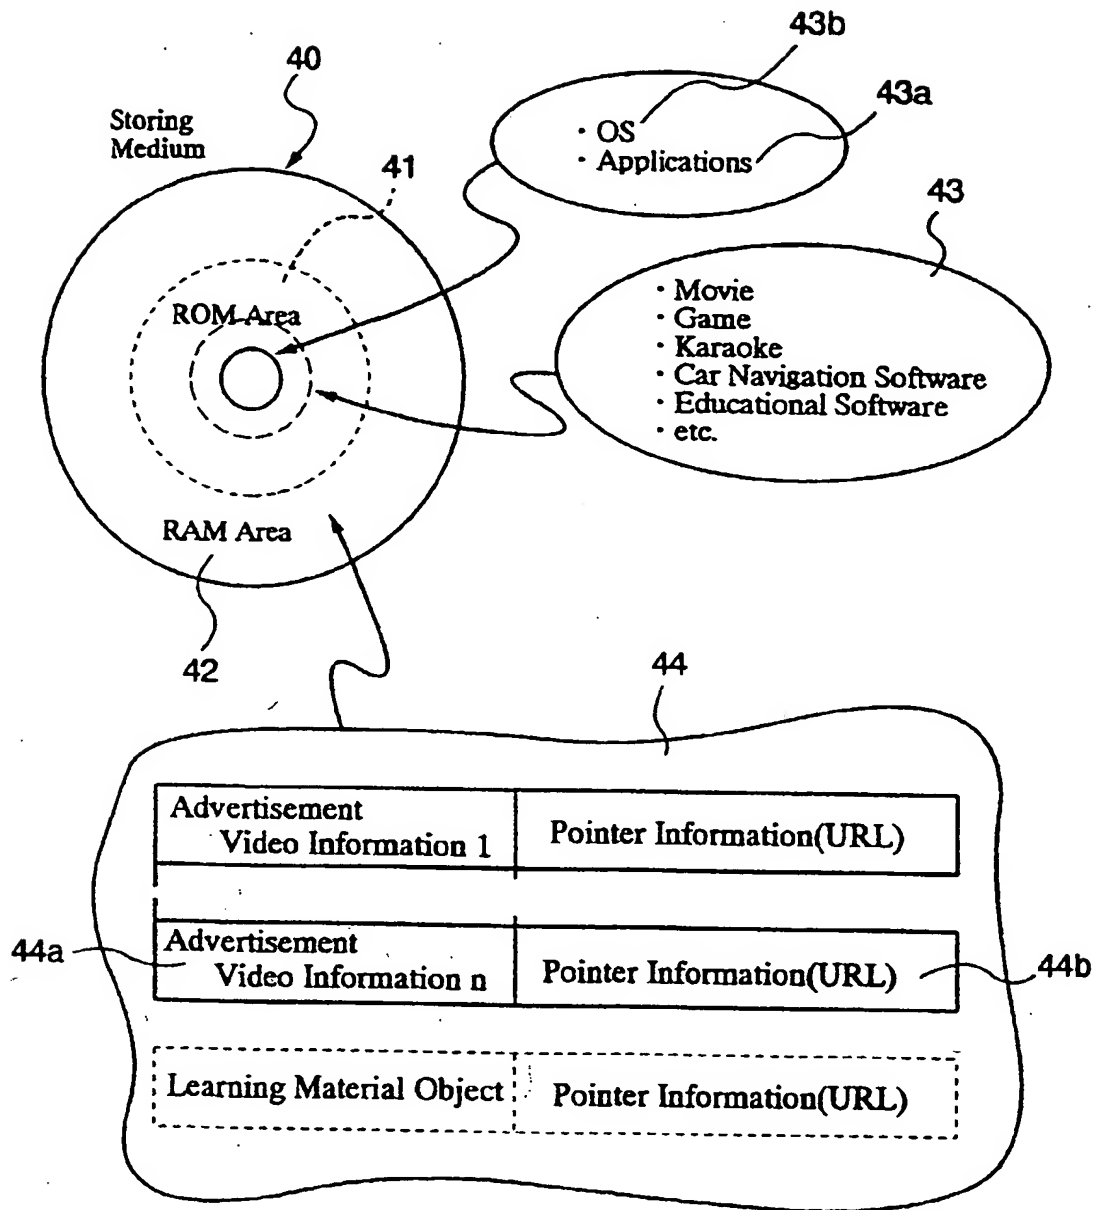 43b
40
43a
Storing
Medium
· OS
· Applications
41
43
ROM Area
· Movie
· Game
· Karaoke
· Car Navigation Software
· Educational Software
· etc.
RAM Area
42
44
Advertisement
Video Information 1
Pointer Information(URL)
44a
Advertisement
Video Information n
Pointer Information(URL)
44b
Learning Material Object
Pointer Information(URL)